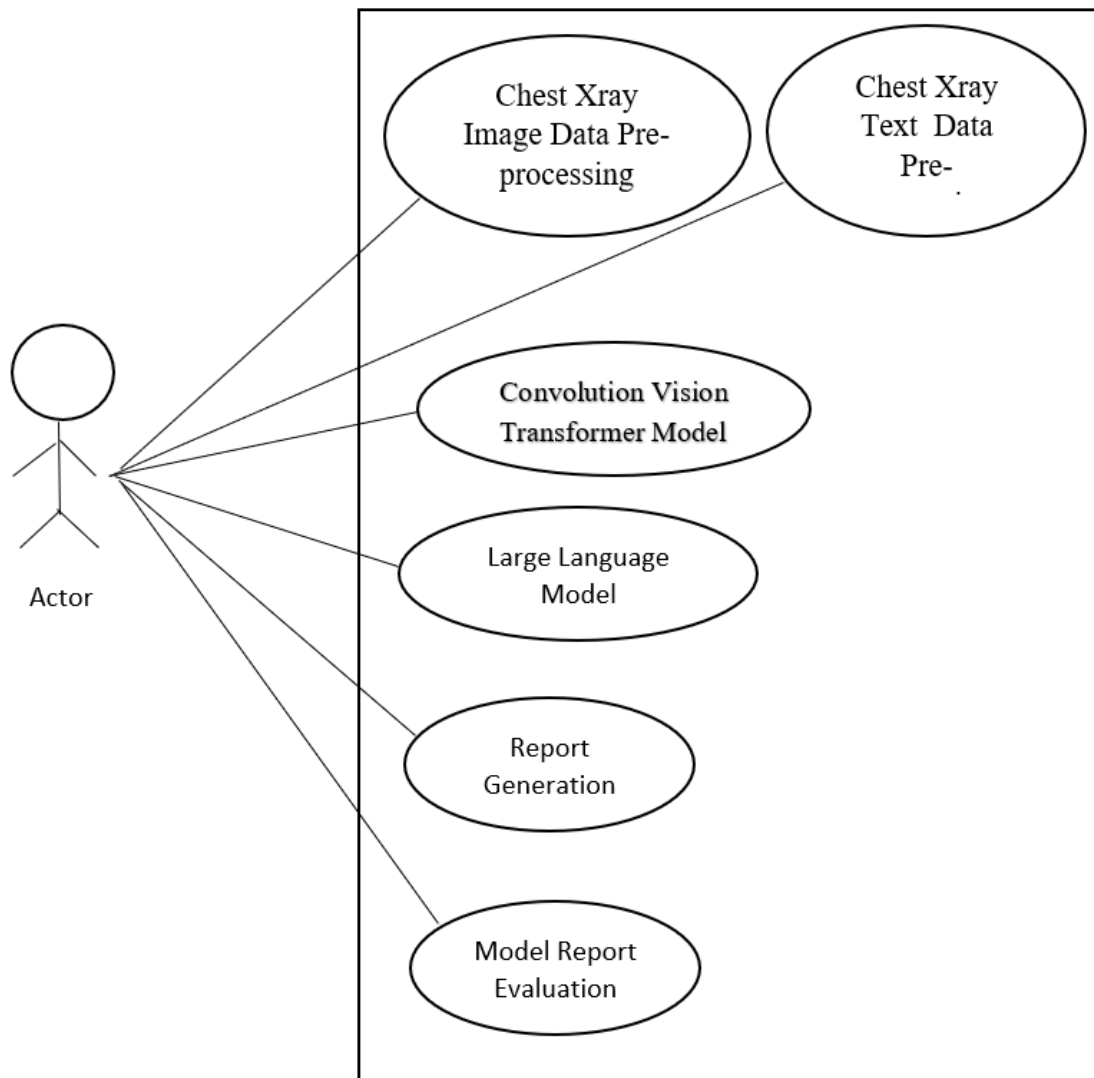 Chest Xray
Image Data Pre-
processing
Chest Xray
Text Data
Pre-
Convolution Vision
Transformer Model
Large Language
Model
Actor
Report
Generation
Model Report
Evaluation